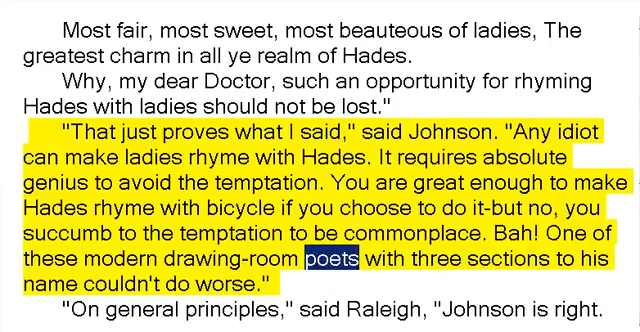 Most fair, most sweet, most beauteous of ladies, The
greatest charm in all ye realm of Hades.
Why, my dear Doctor, such an opportunity for rhyming
Hades with ladies should not be lost."
"That just proves what I said," said Johnson. "Any idiot
can make ladies rhyme with Hades. It requires absolute
genius to avoid the temptation. You are great enough to make
Hades rhyme with bicycle if you choose to do it-but no, you
succumb to the temptation to be commonplace. Bah! One of
these modern drawing-room poets with three sections to his
name couldn't do worse."
"On general principles," said Raleigh, "Johnson is right.